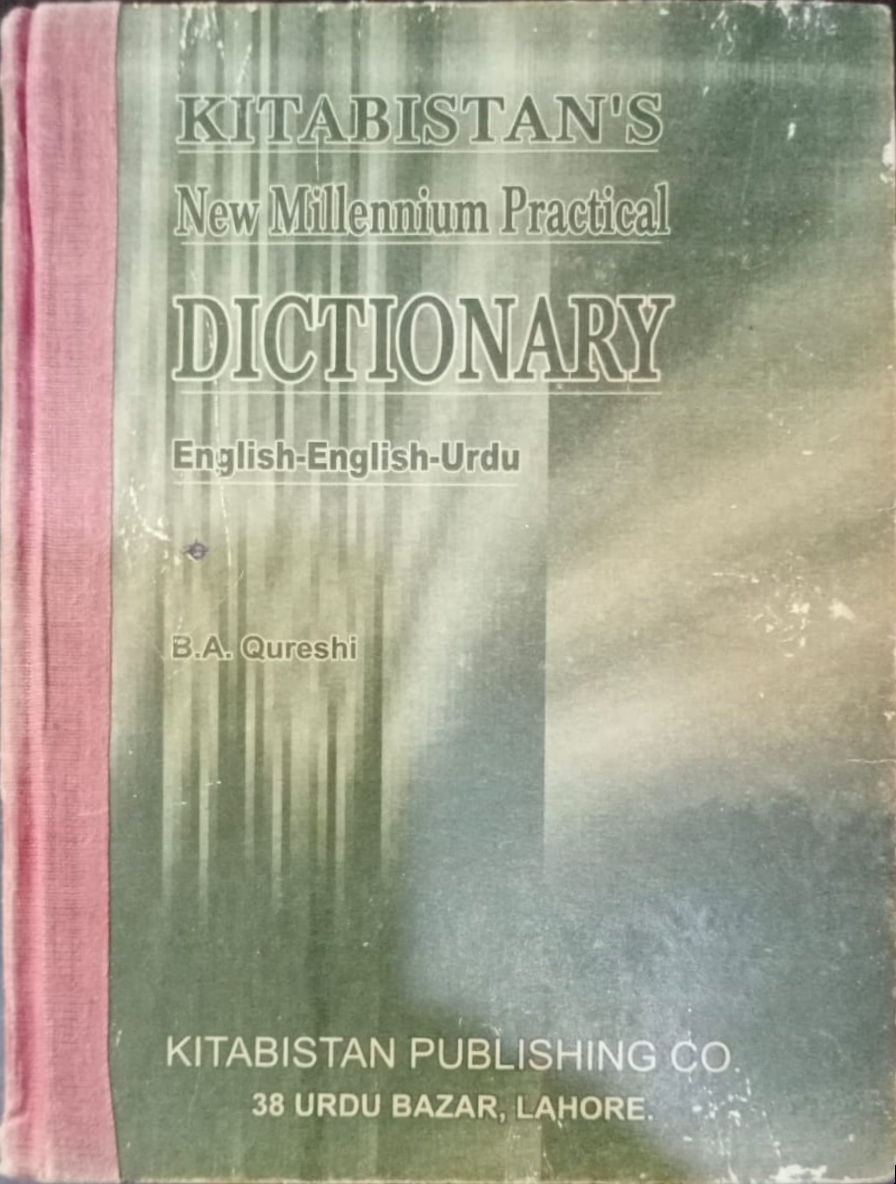 KITABISTAN'S
New Millennium Practical
DICTIONARY
English-English-Urdu
B.A. Qureshi
KITABISTAN PUBLISHING CO.
38 URDU BAZAR, LAHORE.